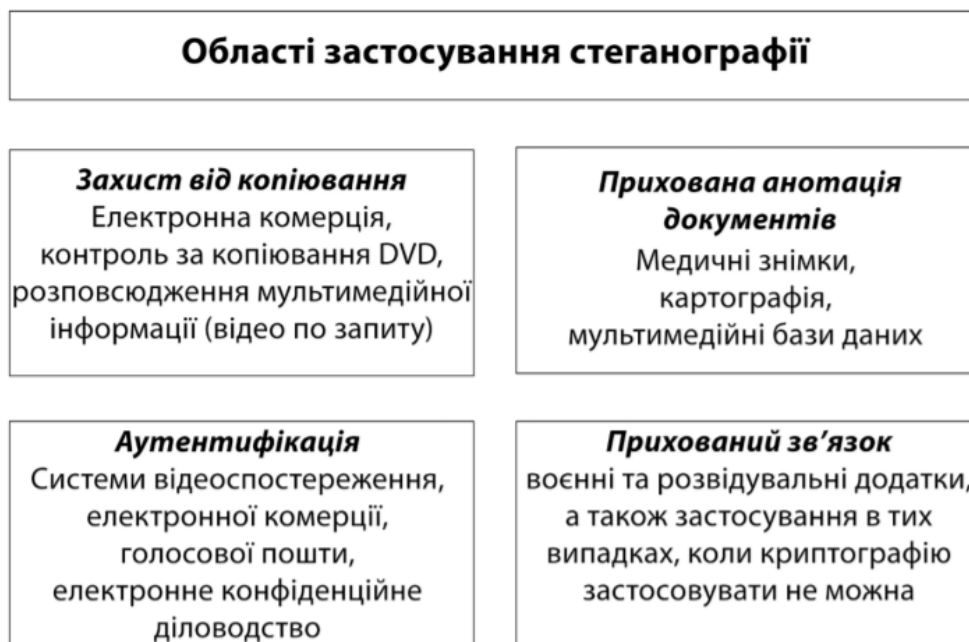 Області застосування стеганографії
Захист від копіювання
Електронна комерція,
контроль за копіювання DVD,
розповсюдження мультимедійної
інформації (відео по запиту)
Прихована анотація
документів
Медичні знімки,
картографія,
мультимедійні бази даних
Аутентифікація
Системи відеоспостереження,
електронної комерції,
голосової пошти,
електронне конфіденційне
діловодство
Прихований зв’язок
воєнні та розвідувальні додатки,
а також застосування в тих
випадках, коли криптографію
застосовувати не можна